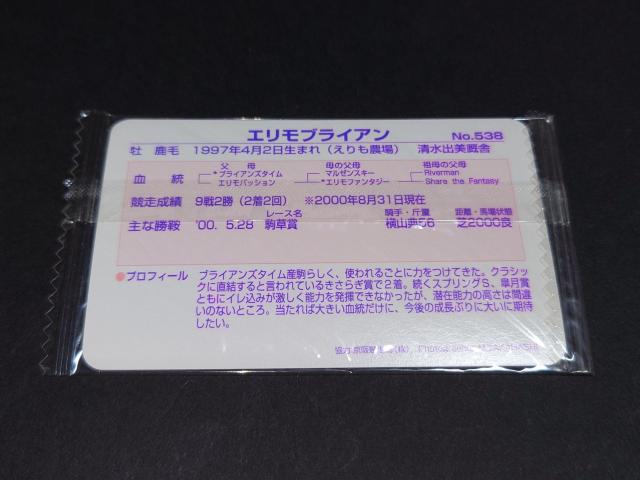 エリモブライアン No.538
牡 鹿毛 1997年4月2日生まれ(えりも農場) 清水出美厩舎
父 母 母の父母 祖母の父母
血統 *ブライアンズタイム マルゼンスキー Riverman
エリモパッション *エリモファンタジー Share the Fantasy
競走成績 9戦2勝(2着2回) ※2000年8月31日現在
レース名 騎手・斤量 距離・馬場状態
主な勝鞍 '00. 5.28 駒草賞 横山典56 芝2000良
●プロフィール ブライアンズタイム産駒らしく、使われるごとに力をつけてきた。クラシッ
クに直結すると言われているきさらぎ賞で2着。続くスプリングS、皐月賞
ともにイレ込みが激しく能力を発揮できなかったが、潜在能力の高さは間違
いのないところ。当たれば大きい血統だけに、今後の成長ぶりに大いに期待
したい。
協力:京阪 (株) Photographs